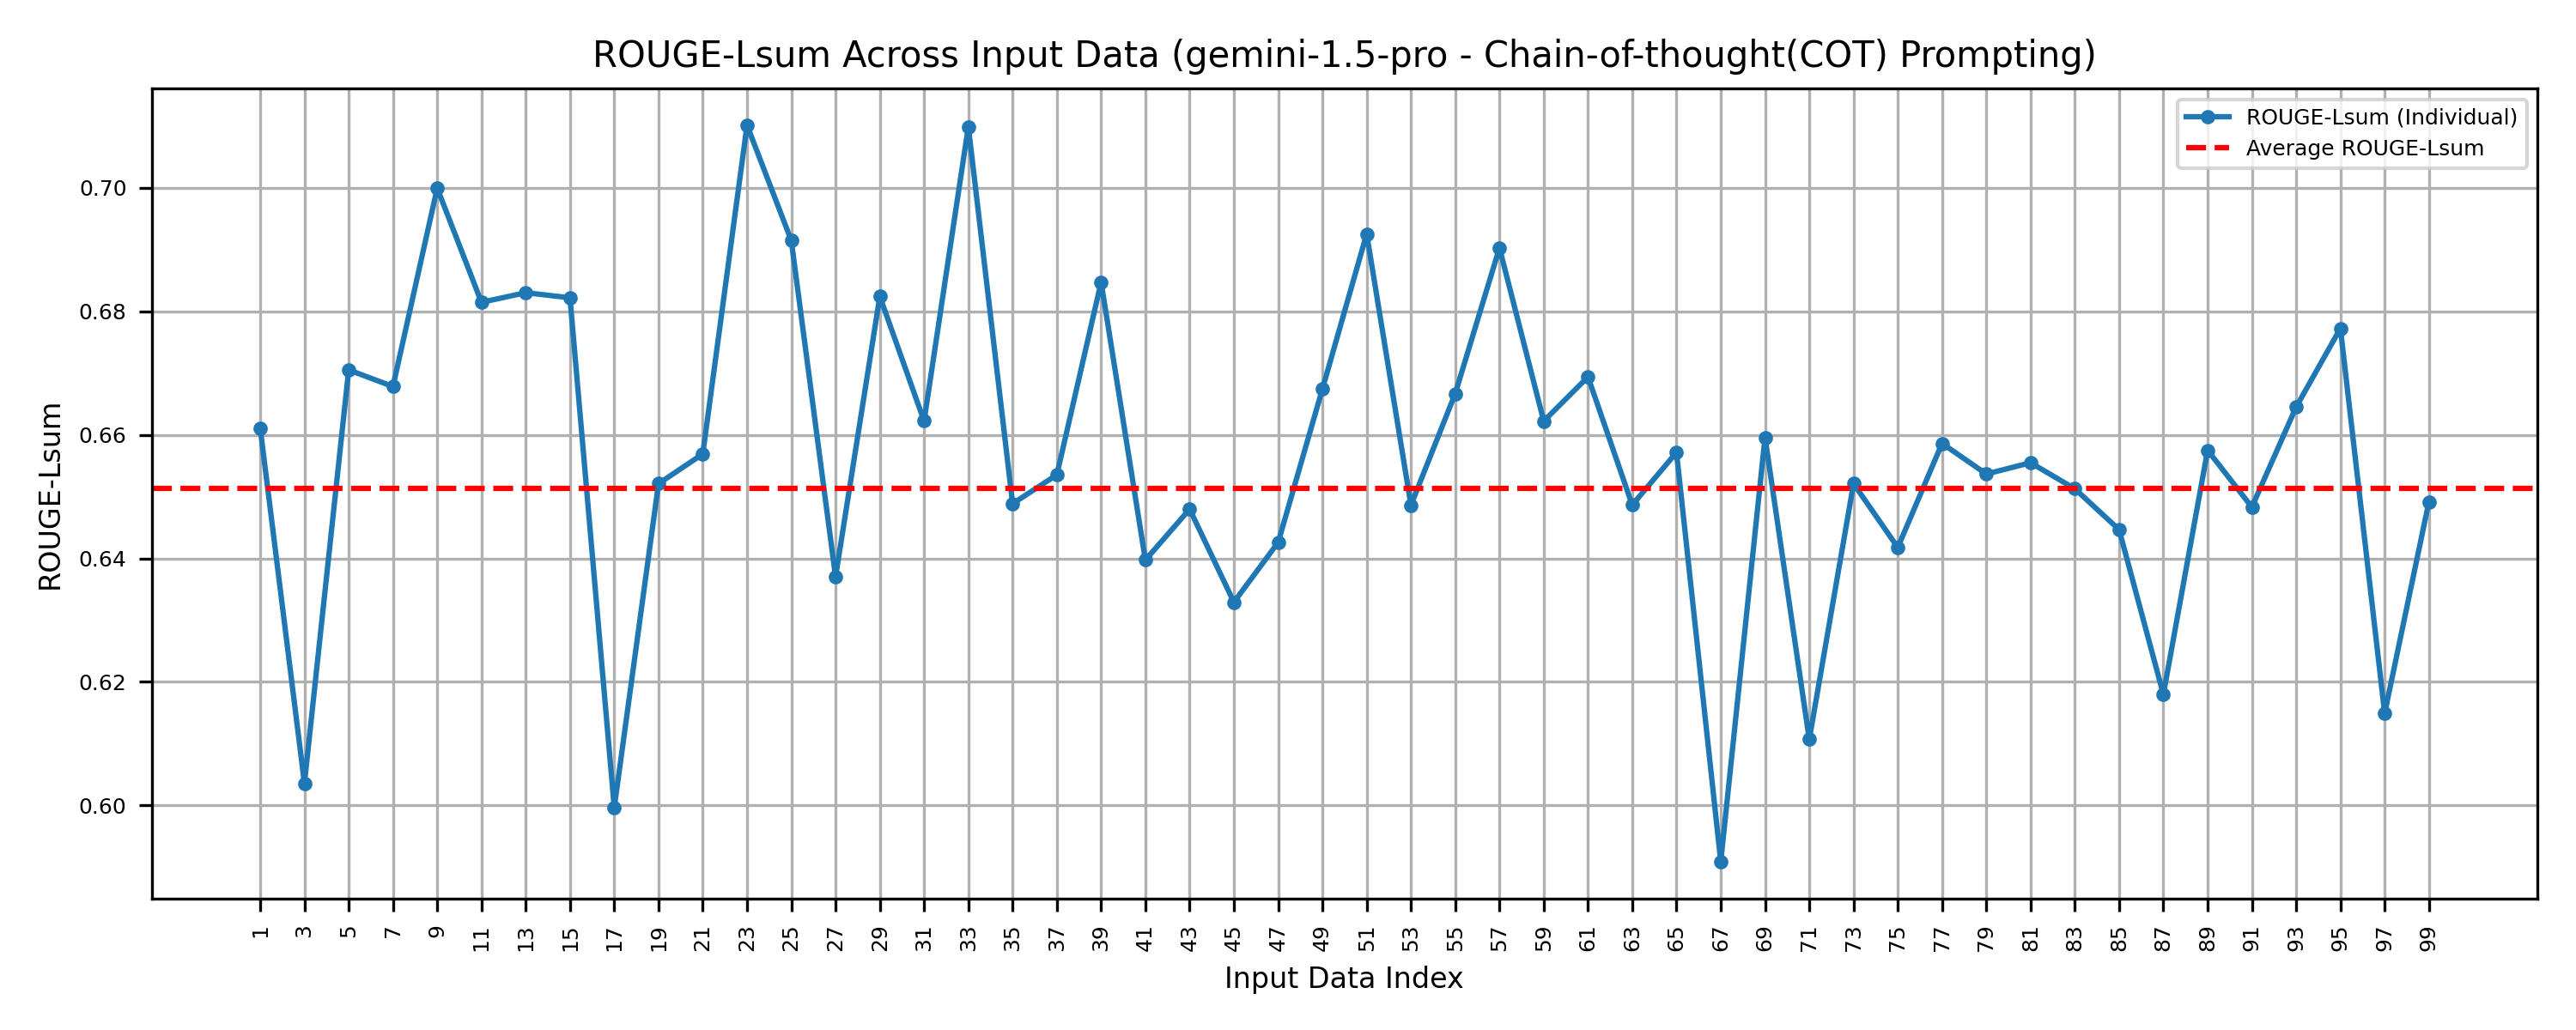 ROUGE-Lsum Across Input Data (gemini-1.5-pro - Chain-of-thought(COT) Prompting)
ROUGE-Lsum (Individual)
Average ROUGE-Lsum
ROUGE-Lsum
0.70
0.68
0.66
0.64
0.62
0.60
1 3 5 7 9 11 13 15 17 19 21 23 25 27 29 31 33 35 37 39 41 43 45 47 49 51 53 55 57 59 61 63 65 67 69 71 73 75 77 79 81 83 85 87 89 91 93 95 97 99
Input Data Index